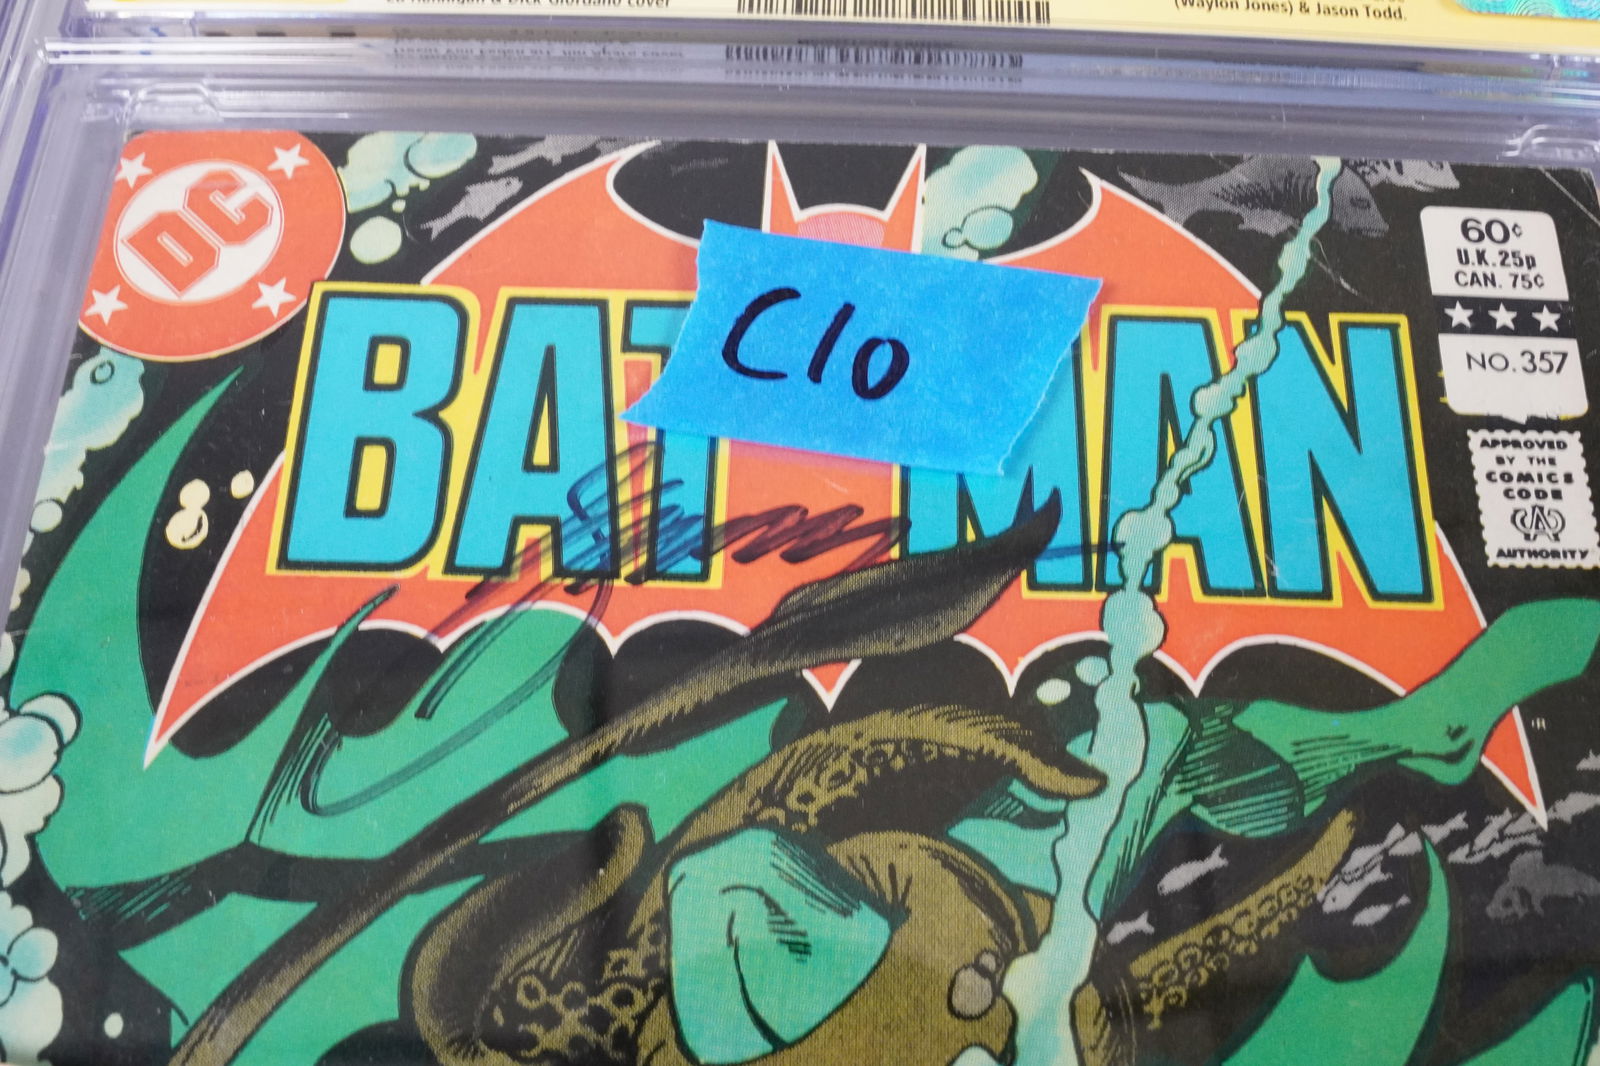 (Waylon Jones) & Jason Todd.
DC
BATMAN
C10
60¢
U.K. 25p
CAN. 75¢
NO. 357
APPROVED
BY THE
COMICS
CODE
CA
AUTHORITY